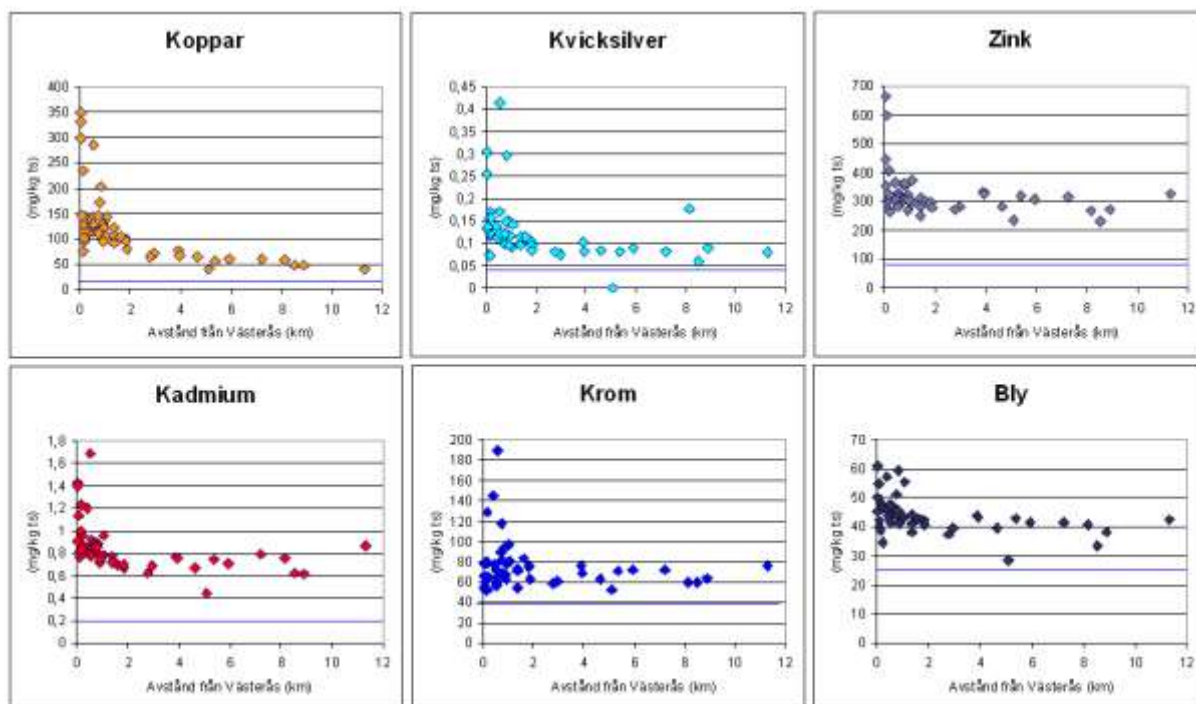 Koppar
(mg/kg ts)
400
350
300
250
200
150
100
50
0
0 2 4 6 8 10 12
Avstånd från Västerås (km)
Kvicksilver
(mg/kg ts)
0,45
0,4
0,35
0,3
0,25
0,2
0,15
0,1
0,05
0
0 2 4 6 8 10 12
Avstånd från Västerås (km)
Zink
(mg/kg ts)
700
600
500
400
300
200
100
0
0 2 4 6 8 10 12
Avstånd från Västerås (km)
Kadmium
(mg/kg ts)
1,8
1,6
1,4
1,2
1
0,8
0,6
0,4
0,2
0
0 2 4 6 8 10 12
Avstånd från Västerås (km)
Krom
(mg/kg ts)
200
180
160
140
120
100
80
60
40
20
0
0 2 4 6 8 10 12
Avstånd från Västerås (km)
Bly
(mg/kg ts)
70
60
50
40
30
20
10
0
0 2 4 6 8 10 12
Avstånd från Västerås (km)